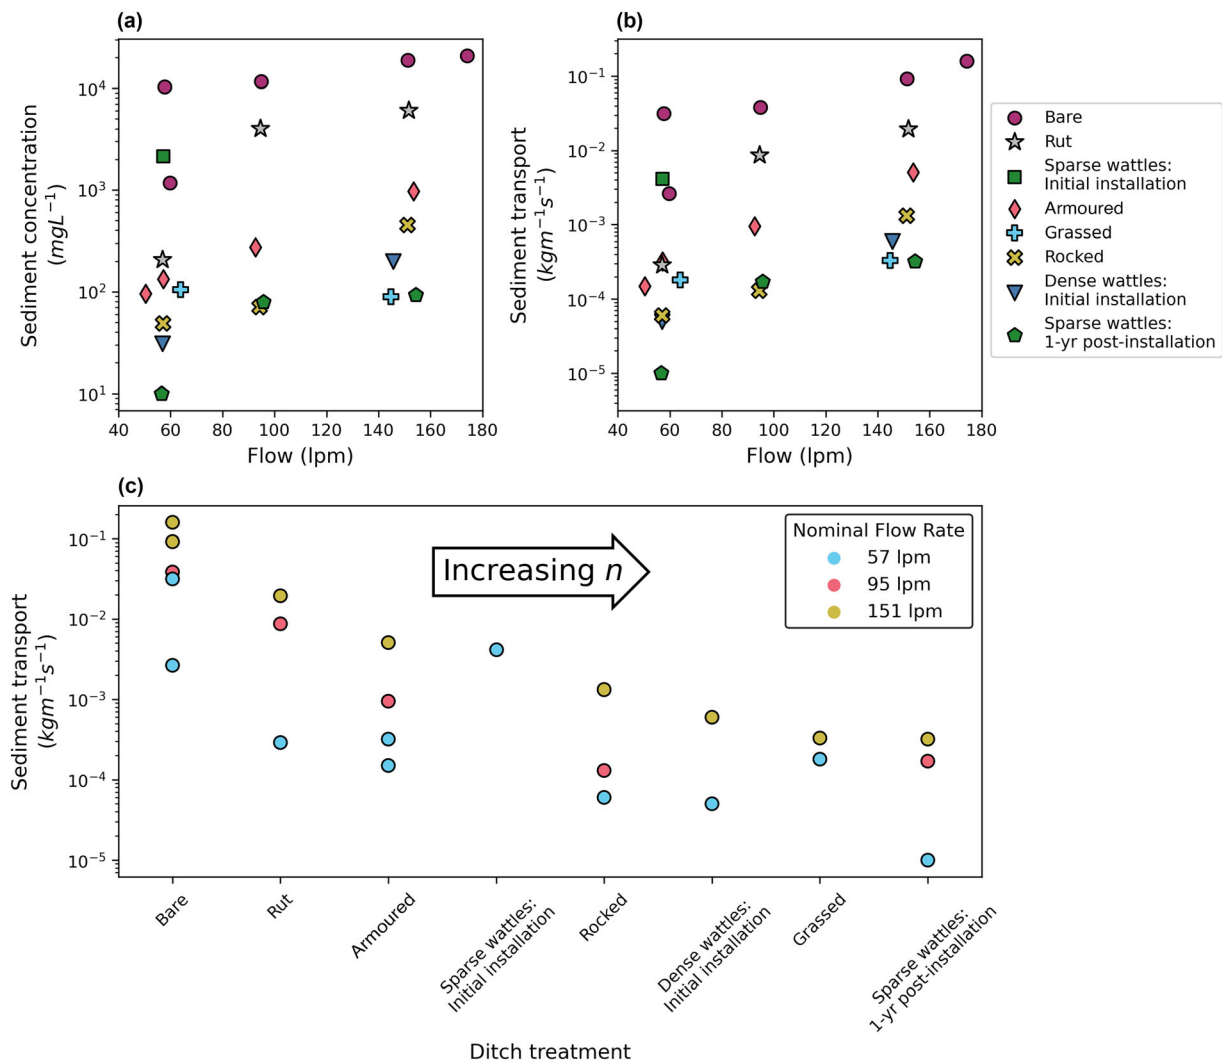 (a)
Sediment concentration
(mgL⁻¹)
10⁴
10³
10²
10¹
40 60 80 100 120 140 160 180
Flow (lpm)
(b)
Sediment transport
(kgm⁻¹s⁻¹)
10⁻¹
10⁻²
10⁻³
10⁻⁴
10⁻⁵
40 60 80 100 120 140 160 180
Flow (lpm)
Bare
Rut
Sparse wattles:
Initial installation
Armoured
Grassed
Rocked
Dense wattles:
Initial installation
Sparse wattles:
1-yr post-installation
(c)
Sediment transport
(kgm⁻¹s⁻¹)
10⁻¹
10⁻²
10⁻³
10⁻⁴
10⁻⁵
Increasing n
Nominal Flow Rate
57 lpm
95 lpm
151 lpm
Bare
Rut
Armoured
Sparse wattles:
Initial installation
Rocked
Dense wattles:
Initial installation
Grassed
Sparse wattles:
1-yr post-installation
Ditch treatment